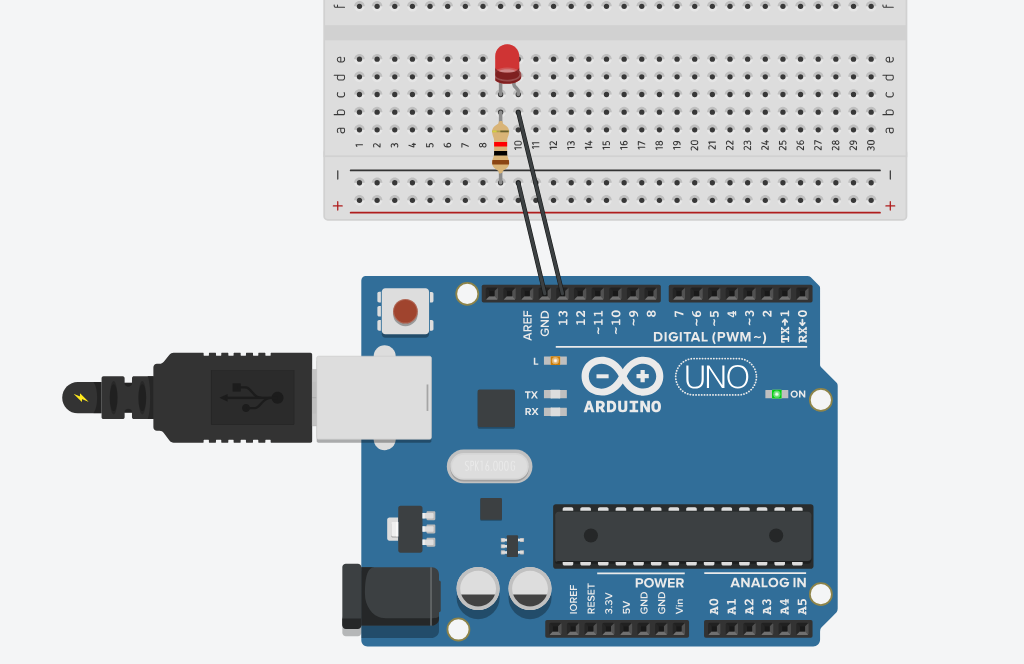 f f
e e
d d
c c
b b
a a
1 2 3 4 5 6 7 8 10 11 12 13 14 15 16 17 18 19 20 21 22 23 24 25 26 27 28 29 30
− −
+ +
AREF GND 13 12 ~11 ~10 ~9 8 7 ~6 ~5 4 ~3 2 TX→1 RX←0
DIGITAL (PWM ~)
L
TX
RX
− +
UNO
ARDUINO
ON
IOREF RESET 3.3V 5V GND GND Vin
POWER
ANALOG IN
A0 A1 A2 A3 A4 A5